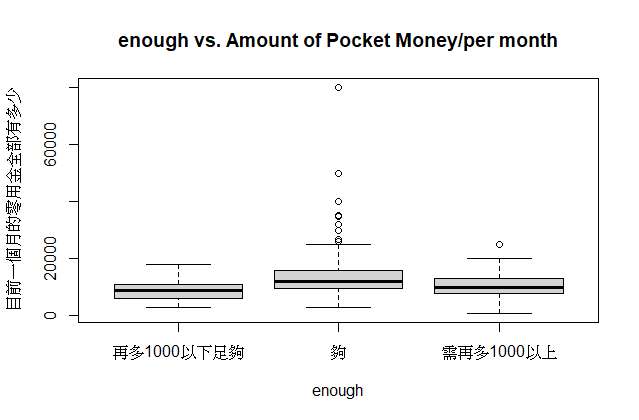 enough vs. Amount of Pocket Money/per month
目前一個月的零用金全部有多少
60000
20000
0
再多1000以下足夠
夠
需再多1000以上
enough